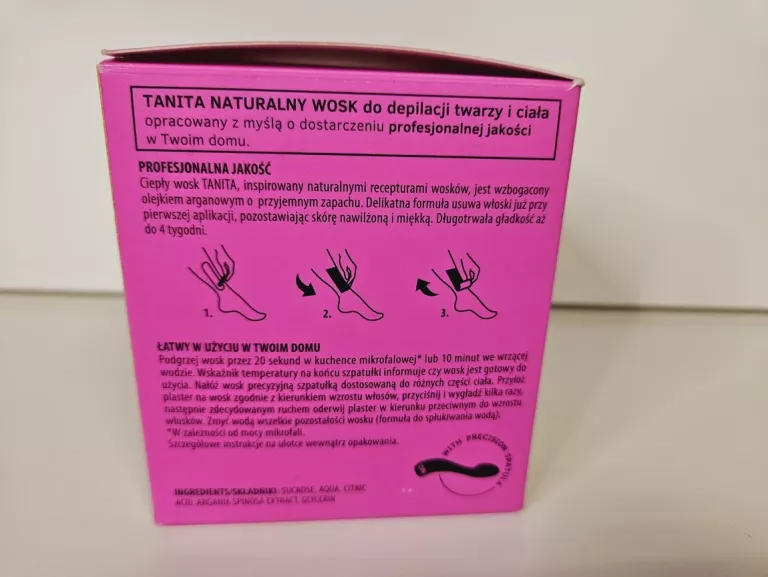 TANITA NATURALNY WOSK do depilacji twarzy i ciała
opracowany z myślą o dostarczeniu profesjonalnej jakości
w Twoim domu.
PROFESJONALNA JAKOŚĆ
Ciepły wosk TANITA, inspirowany naturalnymi recepturami wosków, jest wzbogacony
olejkiem arganowym o przyjemnym zapachu. Delikatna formuła usuwa włoski już przy
pierwszej aplikacji, pozostawiając skórę nawilżoną i miękką. Długotrwała gładkość aż
do 4 tygodni.
1. 2. 3.
ŁATWY W UŻYCIU W TWOIM DOMU
Podgrzej wosk przez 20 sekund w kuchence mikrofalowej* lub 10 minut we wrzącej
wodzie. Wskaźnik temperatury na końcu szpatułki informuje czy wosk jest gotowy do
użycia. Nałóż wosk precyzyjną szpatułką dostosowaną do różnych części ciała. Przyłóż
plaster na wosk zgodnie z kierunkiem wzrostu włosów, przyciśnij i wygładź kilka razy,
następnie zdecydowanym ruchem oderwij plaster w kierunku przeciwnym do wzrostu
włosków. Zmyć wodą wszelkie pozostałości wosku (formuła do spłukiwania wodą).
*W zależności od mocy mikrofali.
Szczegółowe instrukcje na ulotce wewnątrz opakowania.
WITH PRECISION SPATULA
INGREDIENTS/SKŁADNIKI: SUCROSE, AQUA, CITRIC
ACID, ARGANIA SPINOSA EXTRACT, GLYCERIN